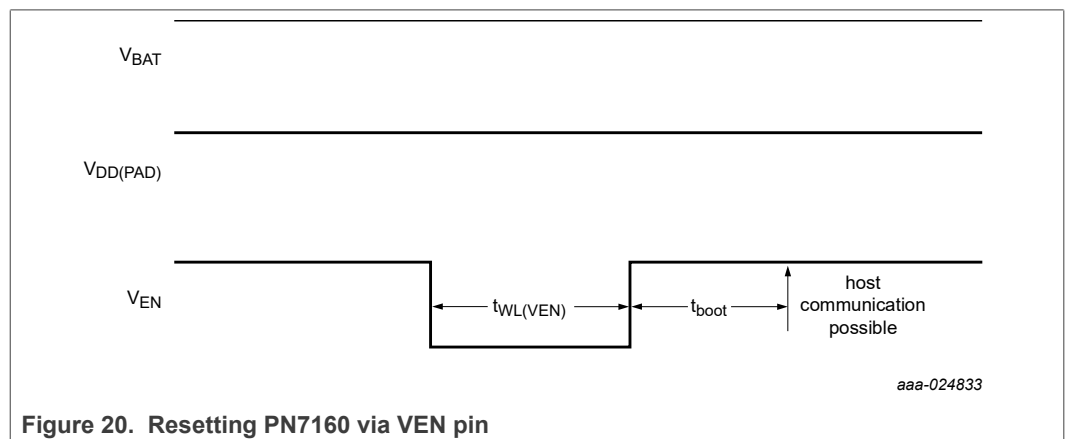 VBAT
VDD(PAD)
VEN
tWL(VEN)
tboot
host
communication
possible
aaa-024833
Figure 20. Resetting PN7160 via VEN pin